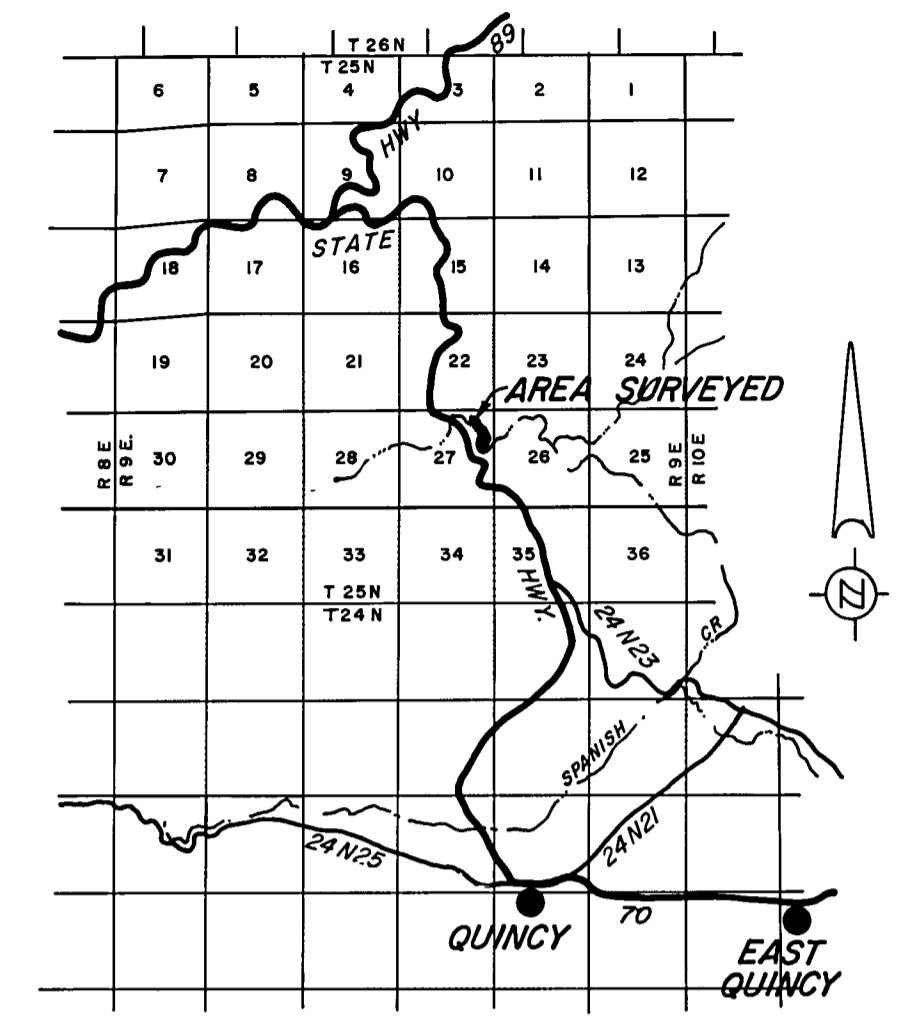 89
T 26N
T 25N
6 5 4 3 2 1
HWY
7 8 9 10 11 12
STATE
18 17 16 15 14 13
19 20 21 22 23 24
AREA SURVEYED
R 8 E
R 9 E.
30 29 28 27 26 25
R 9 E
R 10 E
31 32 33 34 35 36
HWY.
T 25N
T 24 N
24 N 23
CR
SPANISH
24 N 21
24 N 25
70
QUINCY
EAST
QUINCY